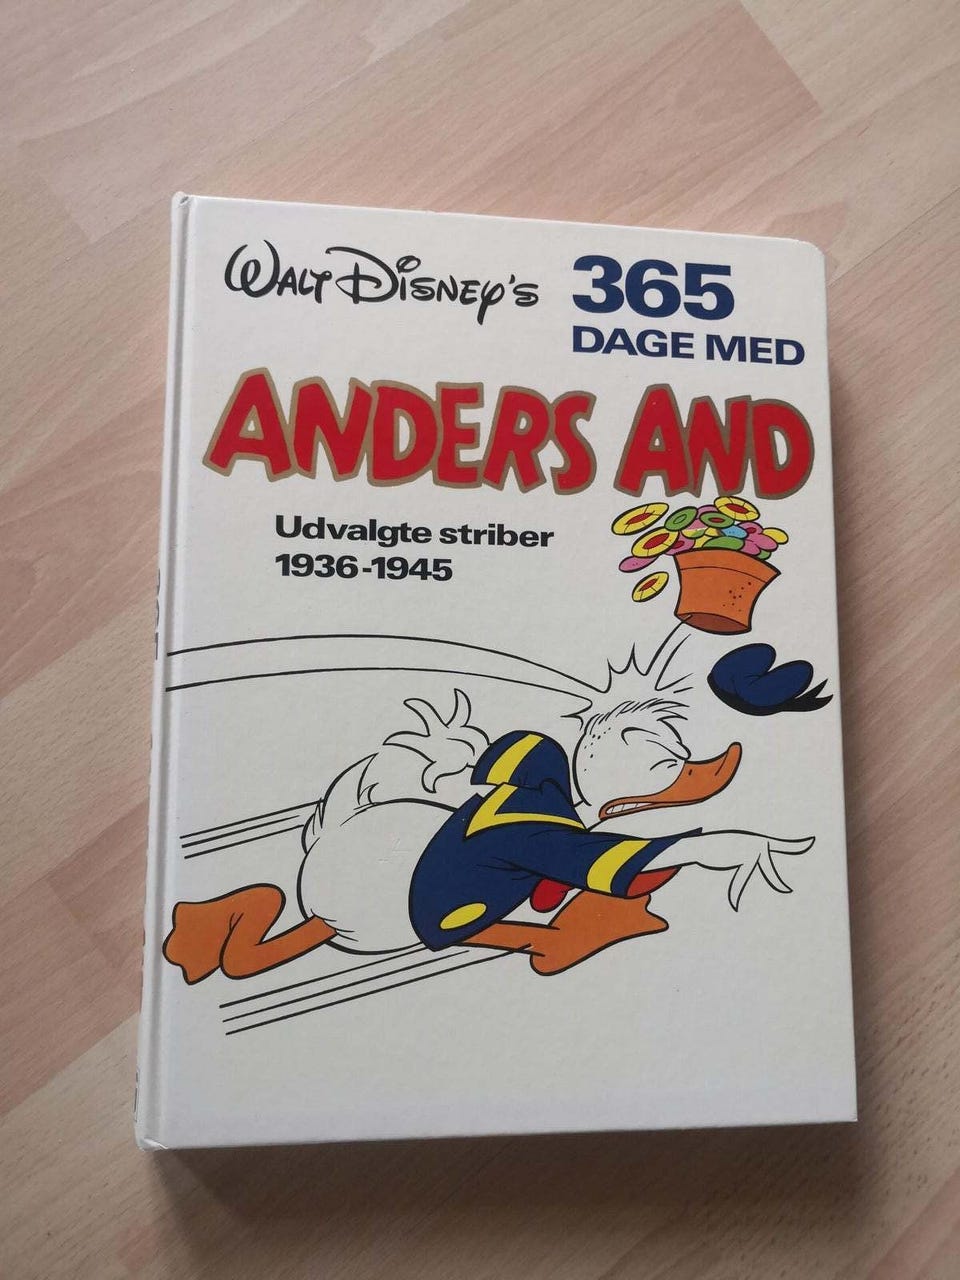 WALT DISNEY'S
365
DAGE MED
ANDERS AND
Udvalgte striber
1936-1945